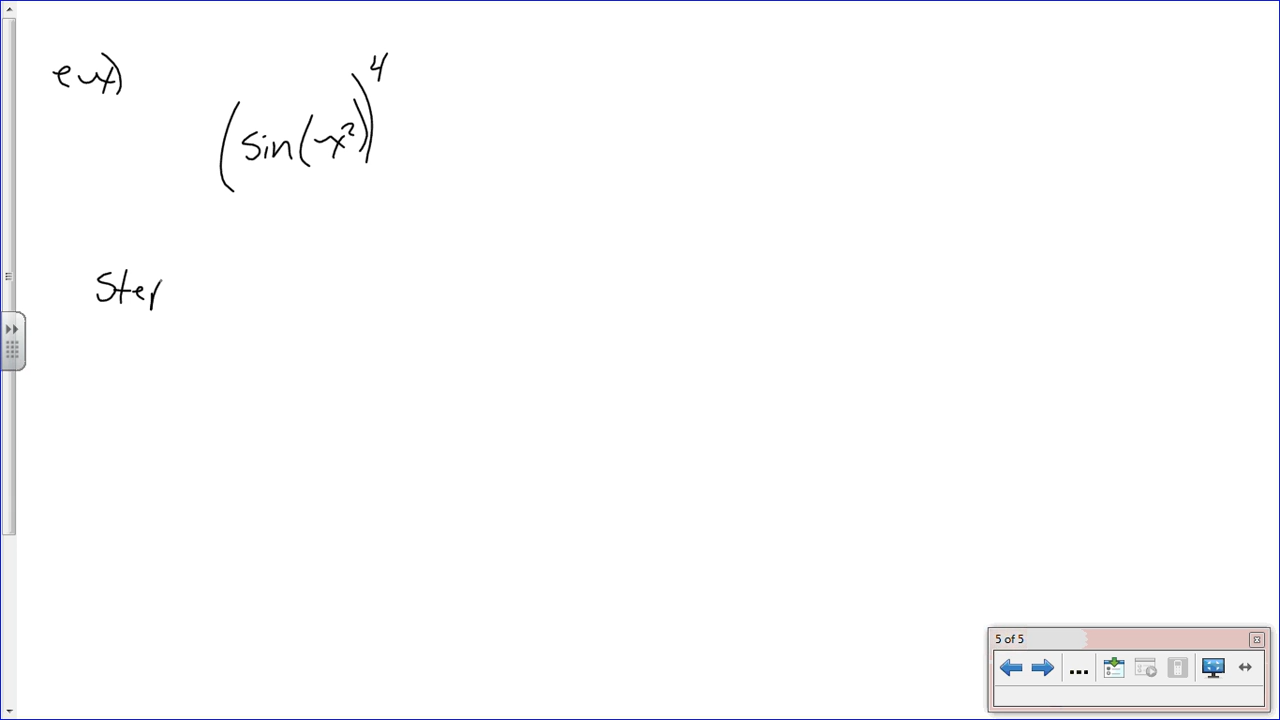 ex)
(sin(x²))⁴
Step
5 of 5